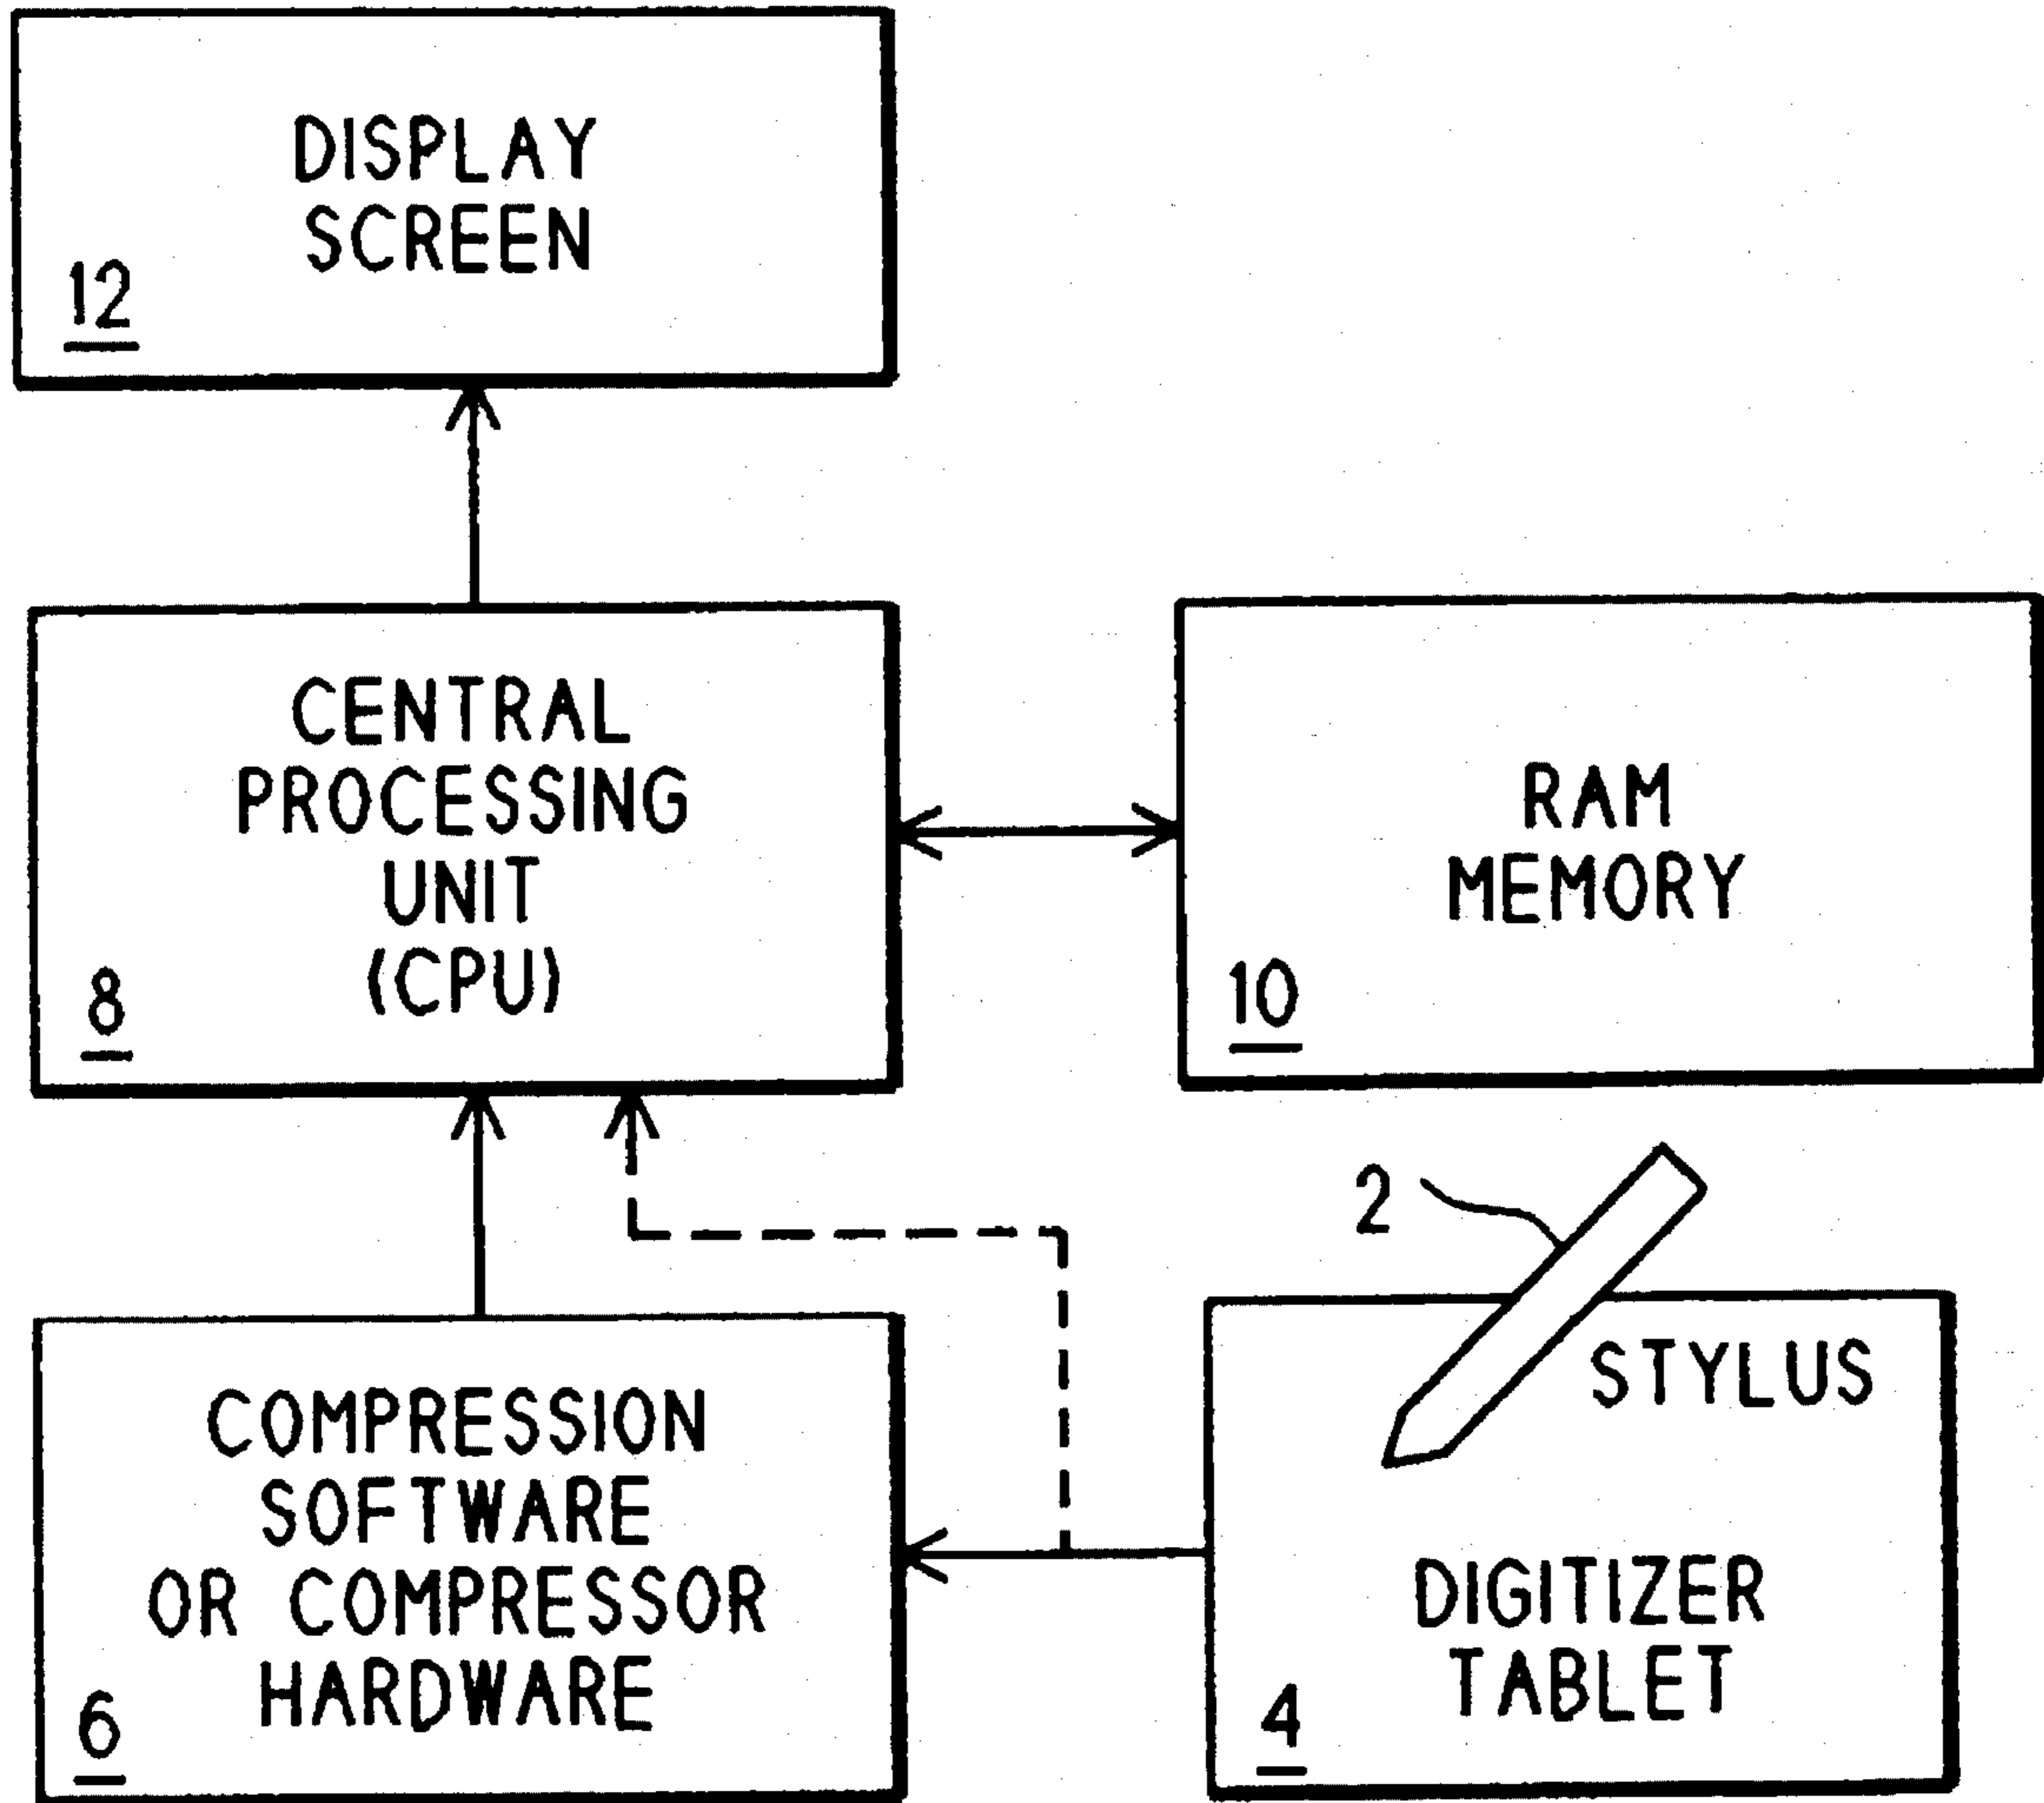 DISPLAY
SCREEN
12
CENTRAL
PROCESSING
UNIT
(CPU)
8
RAM
MEMORY
10
2
STYLUS
COMPRESSION
SOFTWARE
OR COMPRESSOR
HARDWARE
6
DIGITIZER
TABLET
4